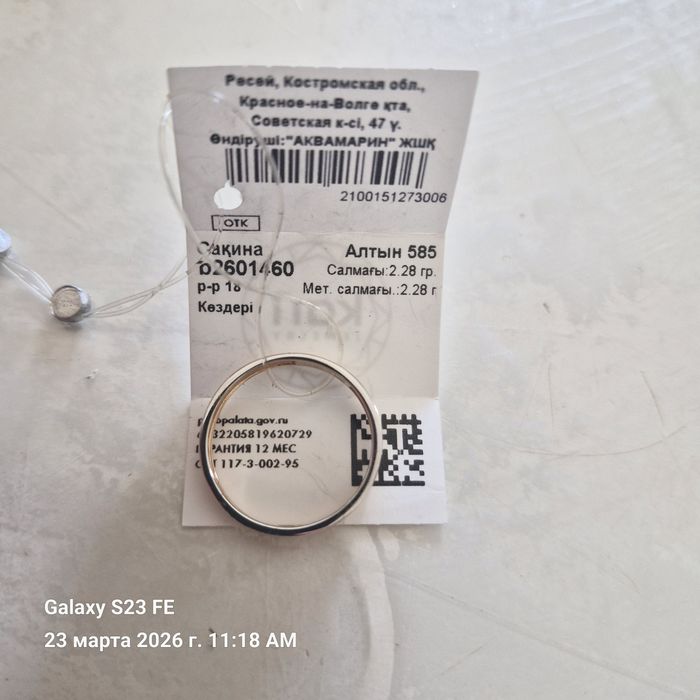 Ресей, Костромская обл.,
Красное-на-Волге қта,
Советская к-сі, 47 ү.
Өндіруші:"АКВАМАРИН" ЖШҚ
2100151273006
ОТК
Сақина
Алтын 585
b2601460
Салмағы:2.28 гр.
р-р 18
Мет. салмағы.:2.28 г
Көздері
palata.gov.ru
32205819620729
ГАРАНТИЯ 12 МЕС
117-3-002-95
Galaxy S23 FE
23 марта 2026 г. 11:18 AM